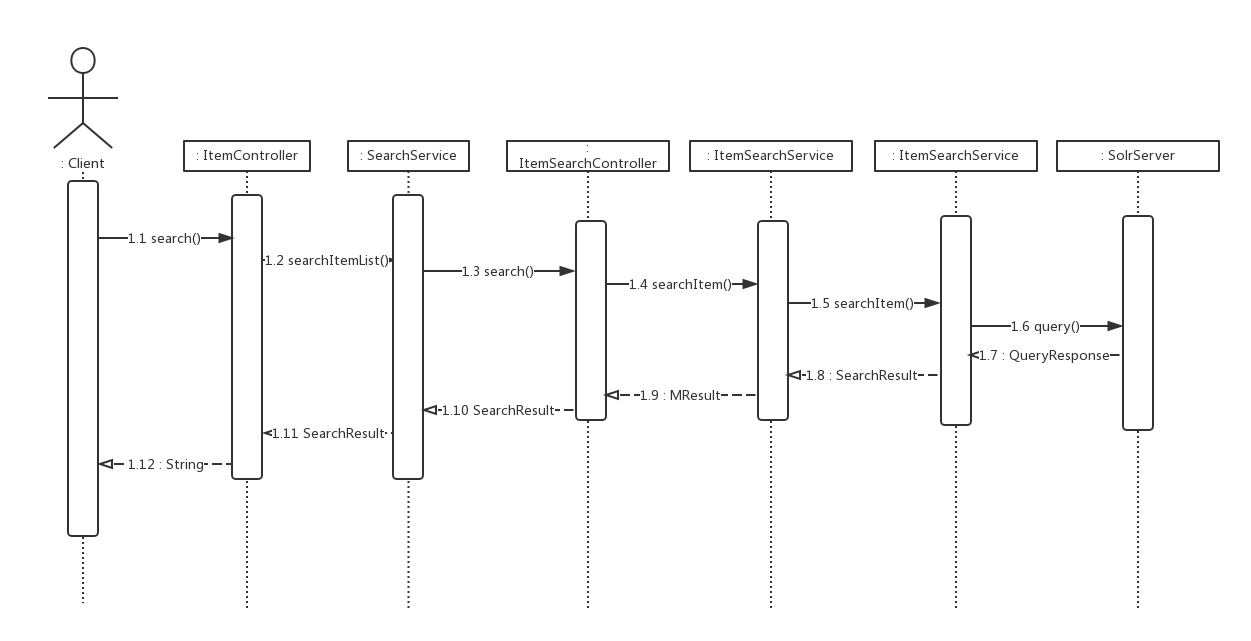 : Client
: ItemController
: SearchService
:
ItemSearchController
: ItemSearchService
: ItemSearchService
: SolrServer
1.1 search()
1.2 searchItemList()
1.3 search()
1.4 searchItem()
1.5 searchItem()
1.6 query()
1.7 : QueryResponse
1.8 : SearchResult
1.9 : MResult
1.10 SearchResult
1.11 SearchResult
1.12 : String